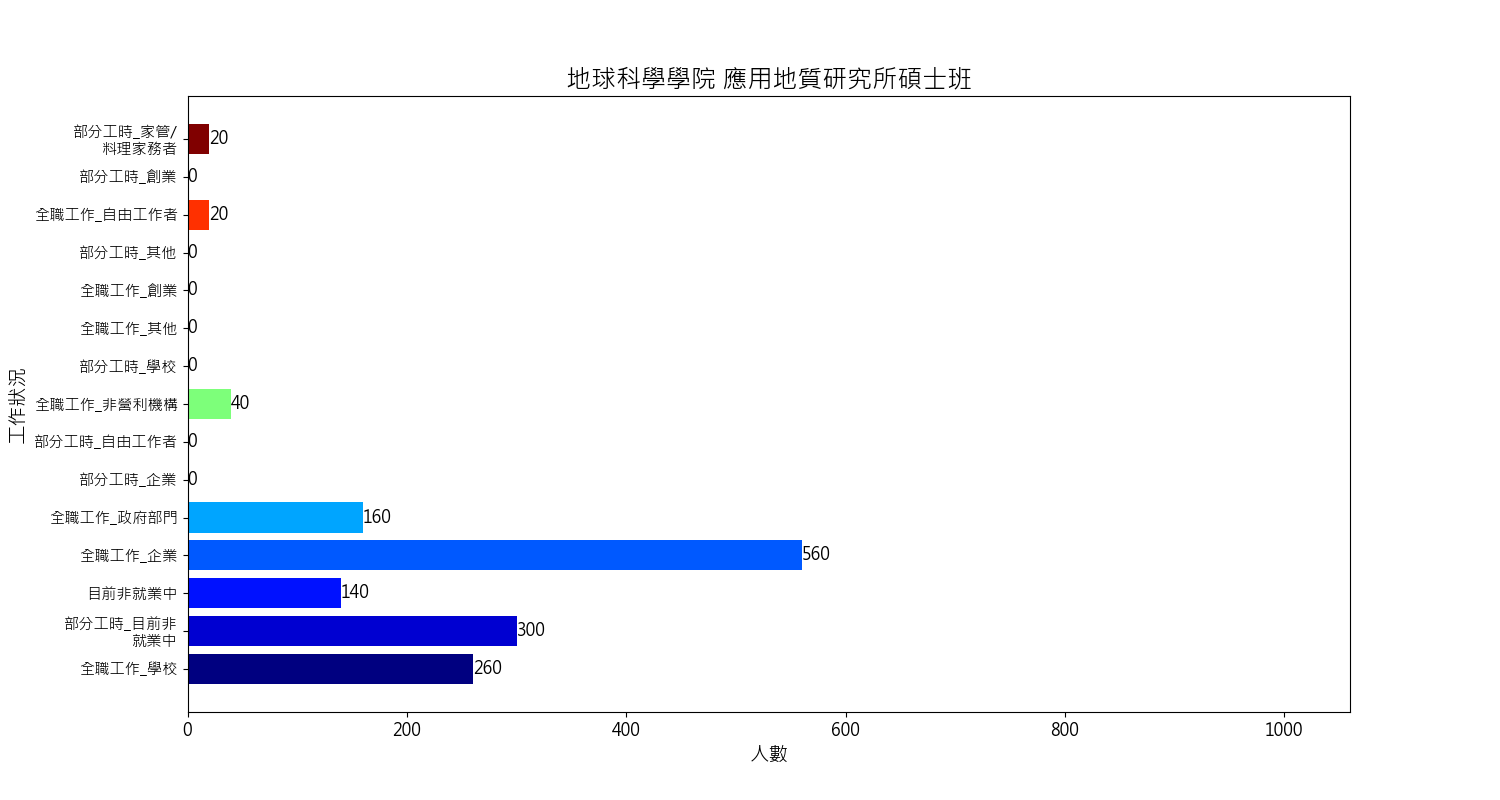 地球科學學院 應用地質研究所碩士班
部分工時_家管/
料理家務者
20
部分工時_創業
0
全職工作_自由工作者
20
部分工時_其他
0
全職工作_創業
0
全職工作_其他
0
部分工時_學校
0
全職工作_非營利機構
40
部分工時_自由工作者
0
部分工時_企業
0
全職工作_政府部門
160
全職工作_企業
560
目前非就業中
140
部分工時_目前非
就業中
300
全職工作_學校
260
工作狀況
0 200 400 600 800 1000
人數